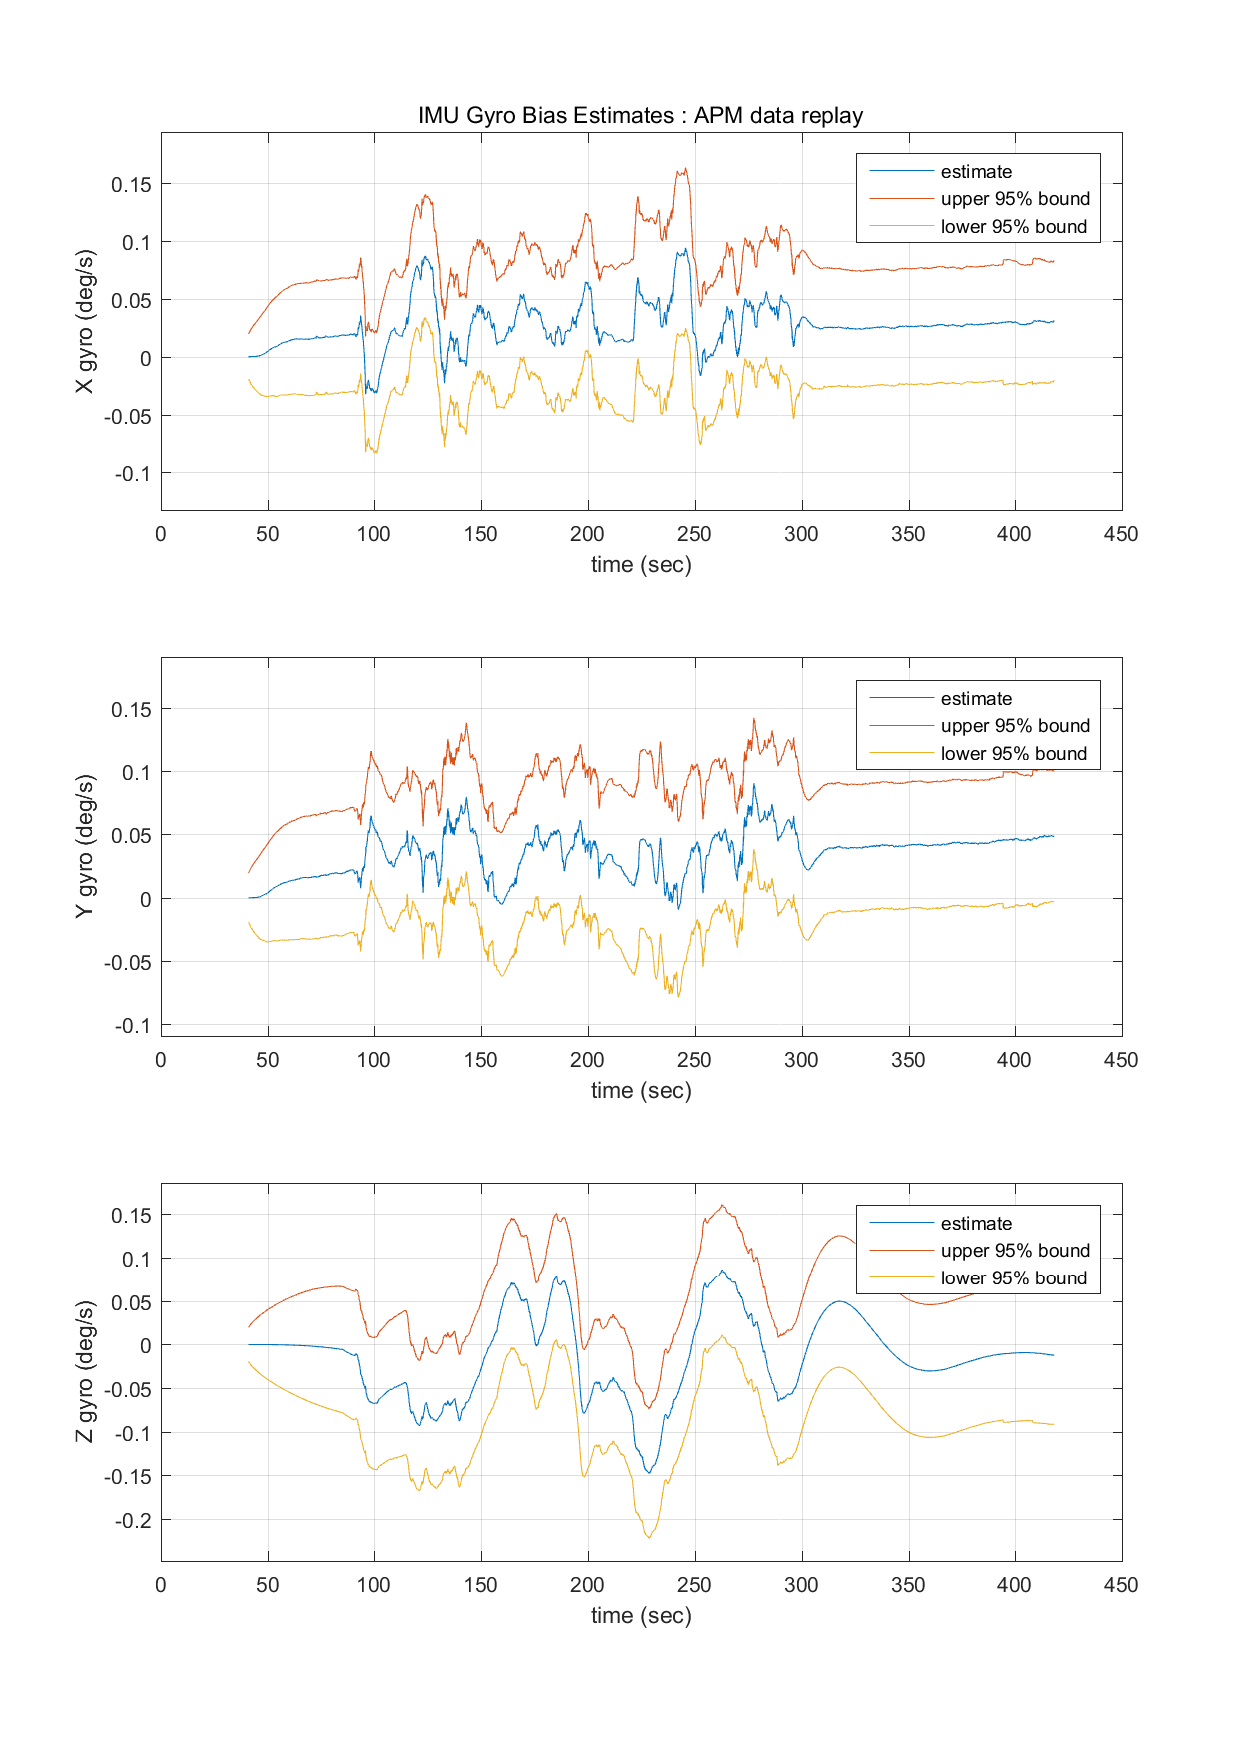 IMU Gyro Bias Estimates : APM data replay
0.15
0.1
0.05
0
-0.05
-0.1
X gyro (deg/s)
estimate
upper 95% bound
lower 95% bound
0 50 100 150 200 250 300 350 400 450
time (sec)
0.15
0.1
0.05
0
-0.05
-0.1
Y gyro (deg/s)
estimate
upper 95% bound
lower 95% bound
0 50 100 150 200 250 300 350 400 450
time (sec)
0.15
0.1
0.05
0
-0.05
-0.1
-0.15
-0.2
Z gyro (deg/s)
estimate
upper 95% bound
lower 95% bound
0 50 100 150 200 250 300 350 400 450
time (sec)